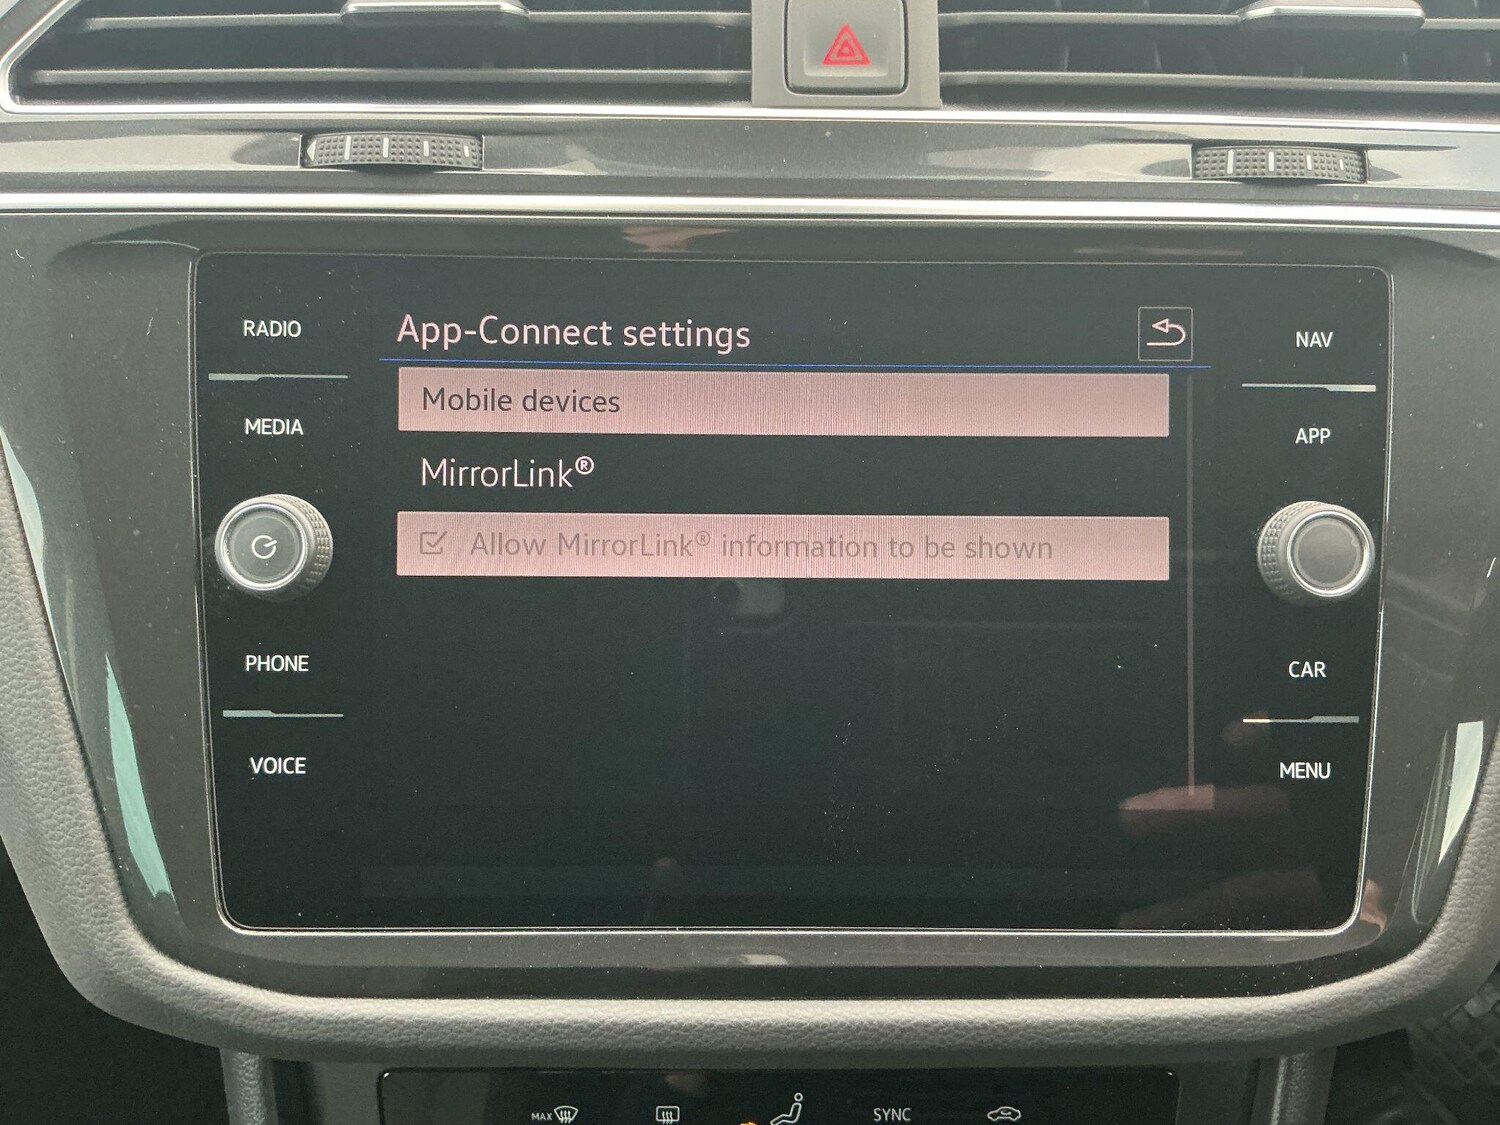 RADIO
MEDIA
PHONE
VOICE
App-Connect settings
Mobile devices
MirrorLink®
Allow MirrorLink® information to be shown
NAV
APP
CAR
MENU
MAX
SYNC